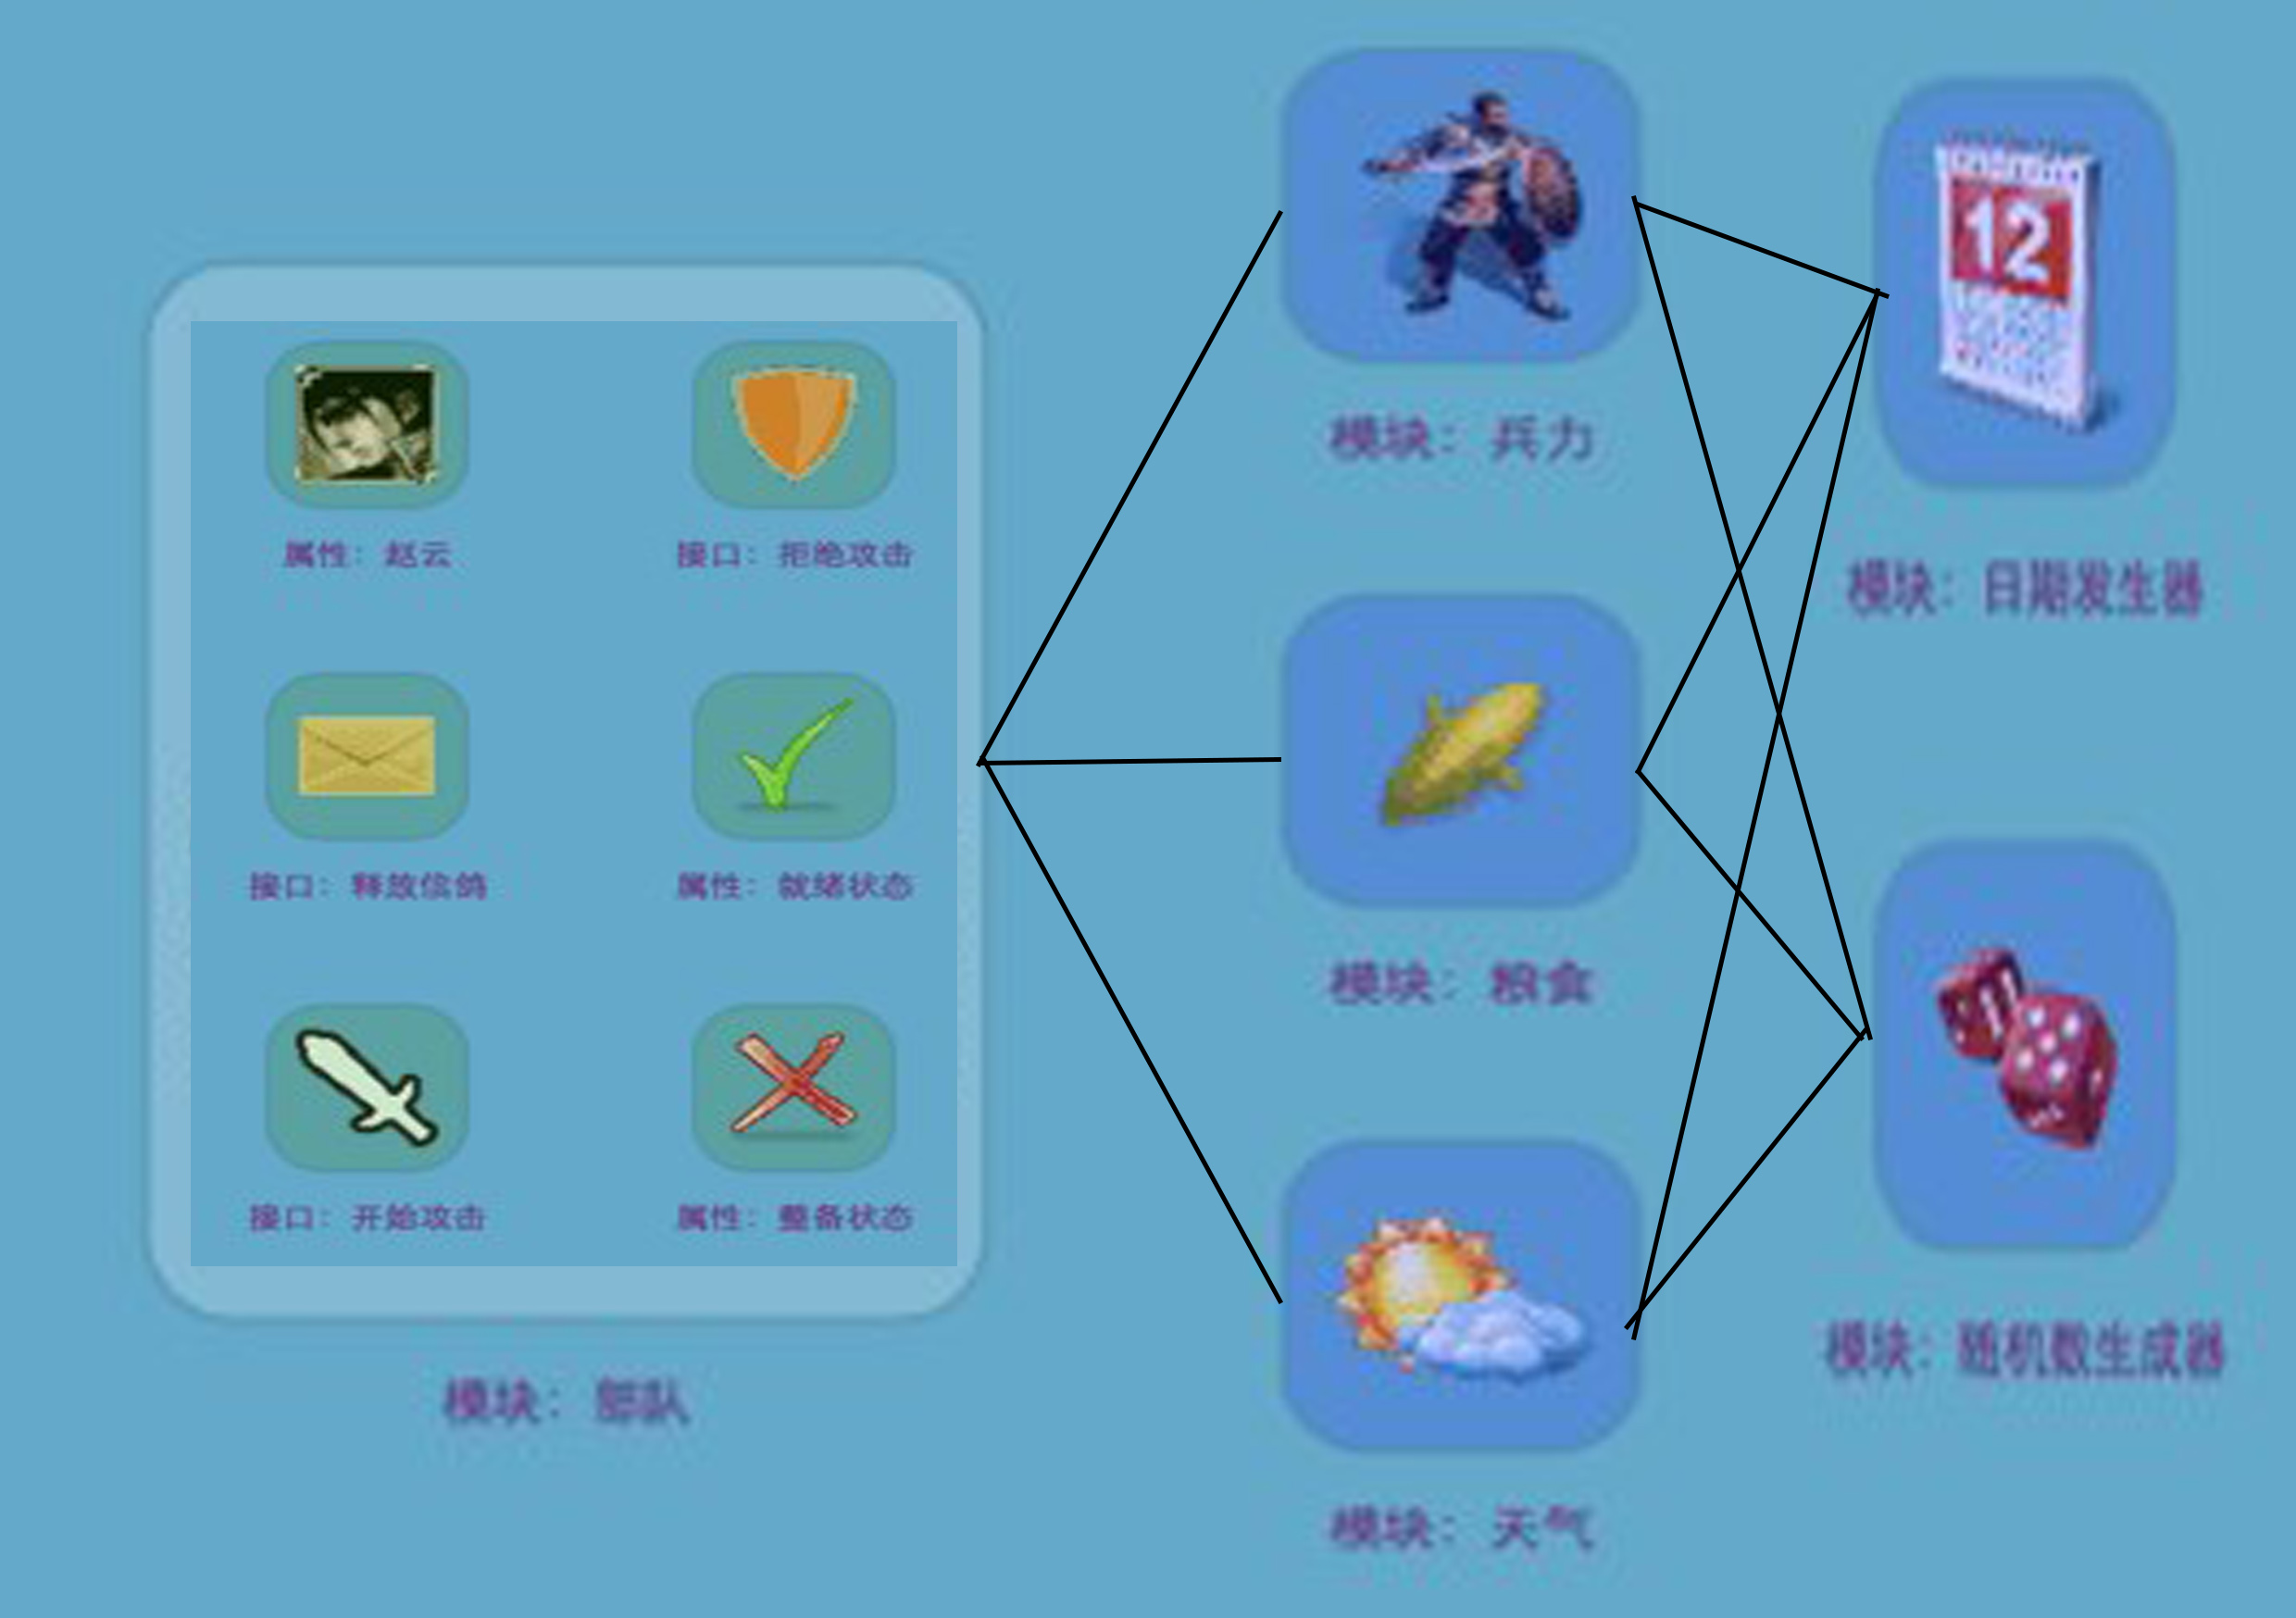 属性：赵云
接口：拒绝攻击
接口：释放信鸽
属性：就绪状态
接口：开始攻击
属性：整备状态
模块：部队
模块：兵力
模块：粮食
模块：天气
12
模块：日期发生器
模块：随机数生成器